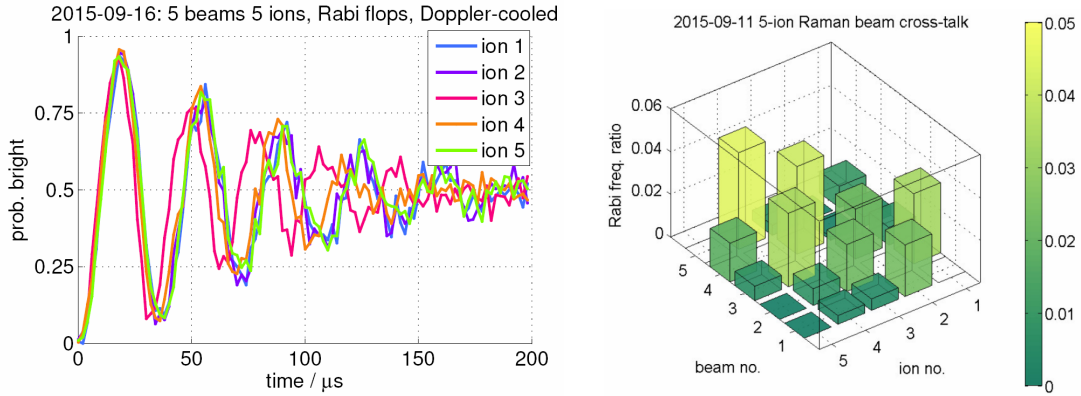 2015-09-16: 5 beams 5 ions, Rabi flops, Doppler-cooled
1
0.75
0.5
0.25
0
prob. bright
0
50
100
150
200
time / μs
ion 1
ion 2
ion 3
ion 4
ion 5
2015-09-11 5-ion Raman beam cross-talk
0.06
0.04
0.02
0
Rabi freq. ratio
5
4
3
2
1
beam no.
5
4
3
2
1
ion no.
0.05
0.04
0.03
0.02
0.01
0